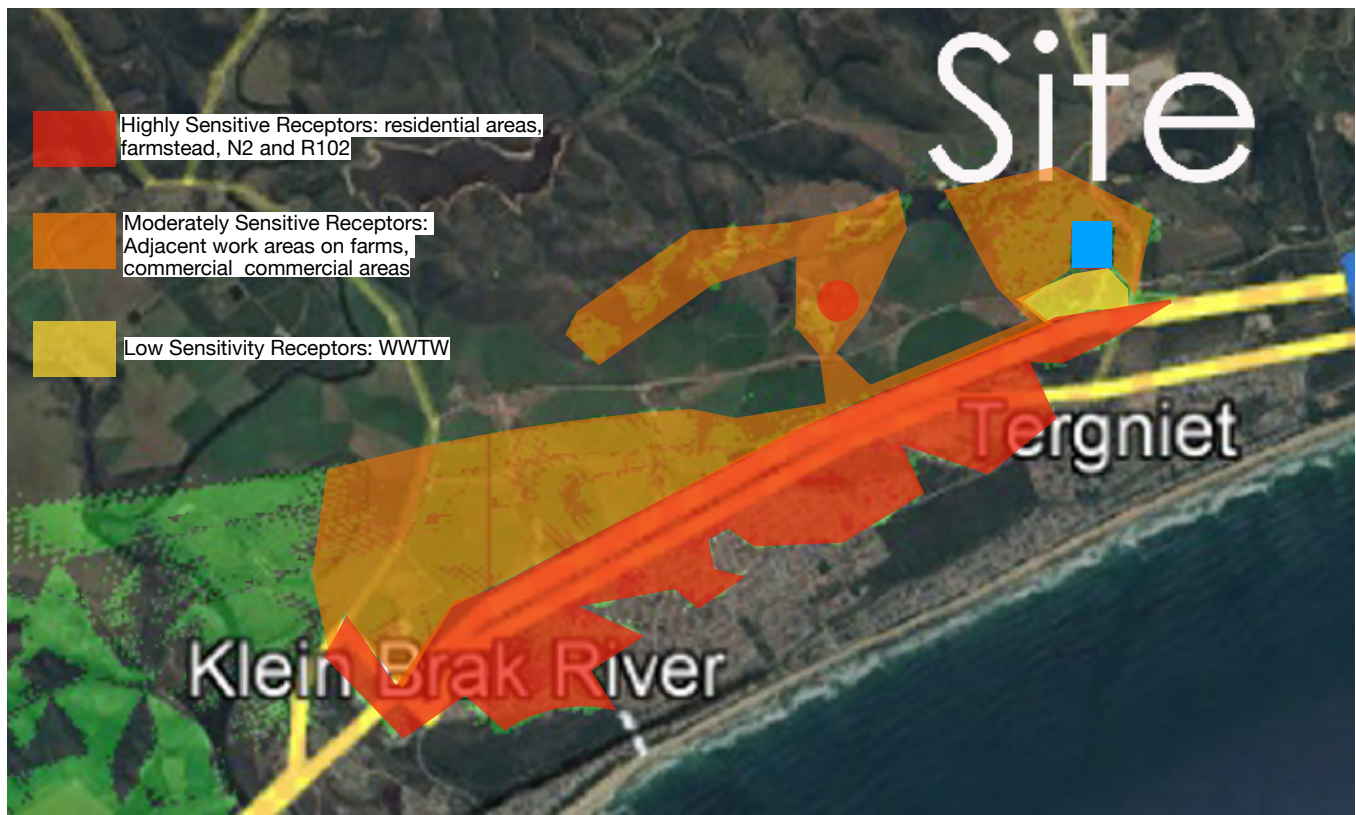 Site
Highly Sensitive Receptors: residential areas,
farmstead, N2 and R102
Moderately Sensitive Receptors:
Adjacent work areas on farms,
commercial commercial areas
Low Sensitivity Receptors: WWTW
Tergniet
Klein Brak River